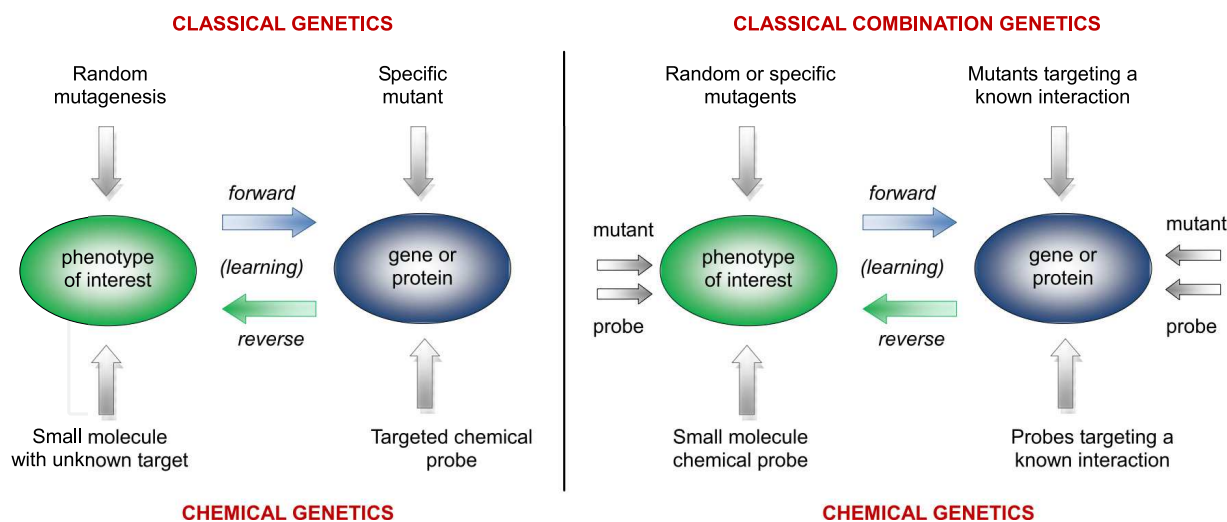 CLASSICAL GENETICS
Random
mutagenesis
Specific
mutant
forward
phenotype
of interest
(learning)
gene or
protein
reverse
Small molecule
with unknown target
Targeted chemical
probe
CHEMICAL GENETICS
CLASSICAL COMBINATION GENETICS
Random or specific
mutagents
Mutants targeting a
known interaction
forward
mutant
probe
phenotype
of interest
(learning)
gene or
protein
mutant
probe
reverse
Small molecule
chemical probe
Probes targeting a
known interaction
CHEMICAL GENETICS